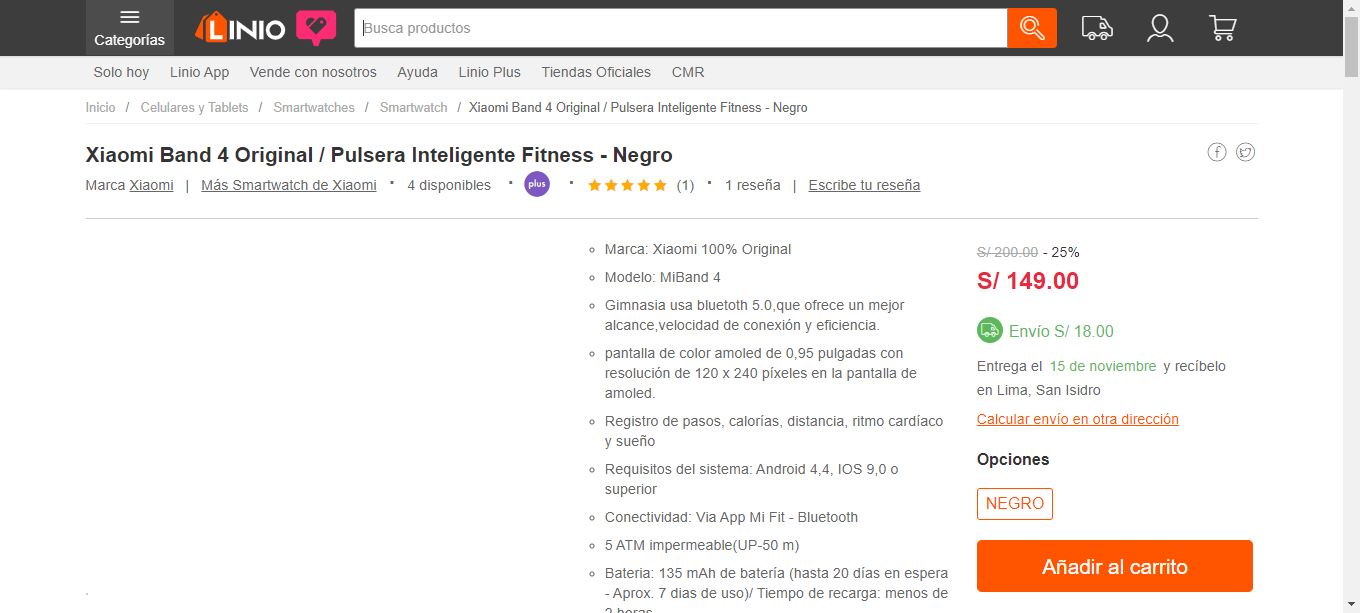 Categorías
LINIO
Busca productos
Solo hoy Linio App Vende con nosotros Ayuda Linio Plus Tiendas Oficiales CMR
Inicio / Celulares y Tablets / Smartwatches / Smartwatch / Xiaomi Band 4 Original / Pulsera Inteligente Fitness - Negro
Xiaomi Band 4 Original / Pulsera Inteligente Fitness - Negro
Marca Xiaomi | Más Smartwatch de Xiaomi · 4 disponibles · plus · (1) · 1 reseña | Escribe tu reseña
Marca: Xiaomi 100% Original
Modelo: MiBand 4
Gimnasia usa bluetoth 5.0,que ofrece un mejor
alcance,velocidad de conexión y eficiencia.
pantalla de color amoled de 0,95 pulgadas con
resolución de 120 x 240 píxeles en la pantalla de
amoled.
Registro de pasos, calorías, distancia, ritmo cardíaco
y sueño
Requisitos del sistema: Android 4,4, IOS 9,0 o
superior
Conectividad: Via App Mi Fit - Bluetooth
5 ATM impermeable(UP-50 m)
Bateria: 135 mAh de batería (hasta 20 días en espera
- Aprox. 7 dias de uso)/ Tiempo de recarga: menos de
2 horas
S/ 200.00 - 25%
S/ 149.00
Envío S/ 18.00
Entrega el 15 de noviembre y recíbelo
en Lima, San Isidro
Calcular envío en otra dirección
Opciones
NEGRO
Añadir al carrito